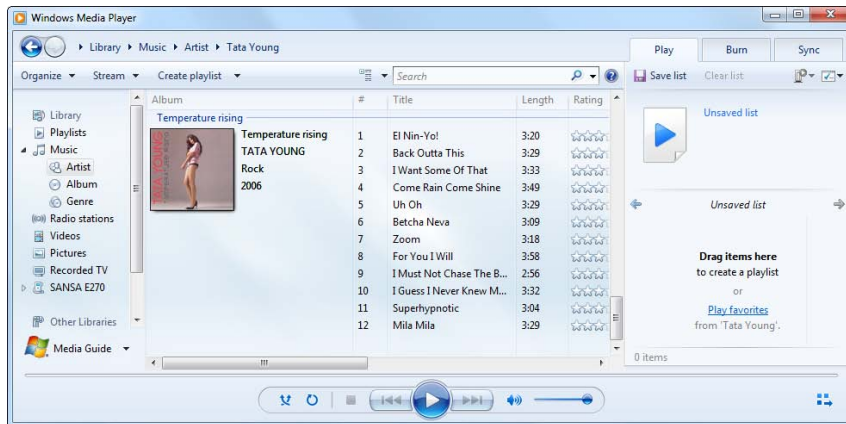 Windows Media Player
Library Music Artist Tata Young
Play Burn Sync
Organize Stream Create playlist Search Save list Clear list
Library
Playlists
Music
Artist
Album
Genre
Radio stations
Videos
Pictures
Recorded TV
SANSA E270
Other Libraries
Media Guide
Album # Title Length Rating
Temperature rising
Temperature rising
TATA YOUNG
Rock
2006
TATA YOUNG
1 El Nin-Yo! 3:20
2 Back Outta This 3:29
3 I Want Some Of That 3:33
4 Come Rain Come Shine 3:49
5 Uh Oh 3:29
6 Betcha Neva 3:09
7 Zoom 3:18
8 For You I Will 3:58
9 I Must Not Chase The B... 2:56
10 I Guess I Never Knew M... 3:32
11 Superhypnotic 3:04
12 Mila Mila 3:29
Unsaved list
Unsaved list
Drag items here
to create a playlist
or
Play favorites
from 'Tata Young'.
0 items